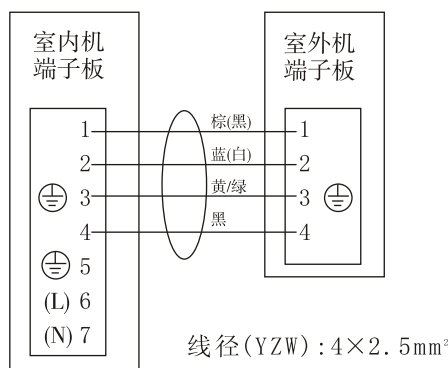 室内机
端子板
室外机
端子板
1 棕(黑) 1
2 蓝(白) 2
3 黄/绿 3
4 黑 4
5
(L) 6
(N) 7
线径(YZW):4×2.5mm²